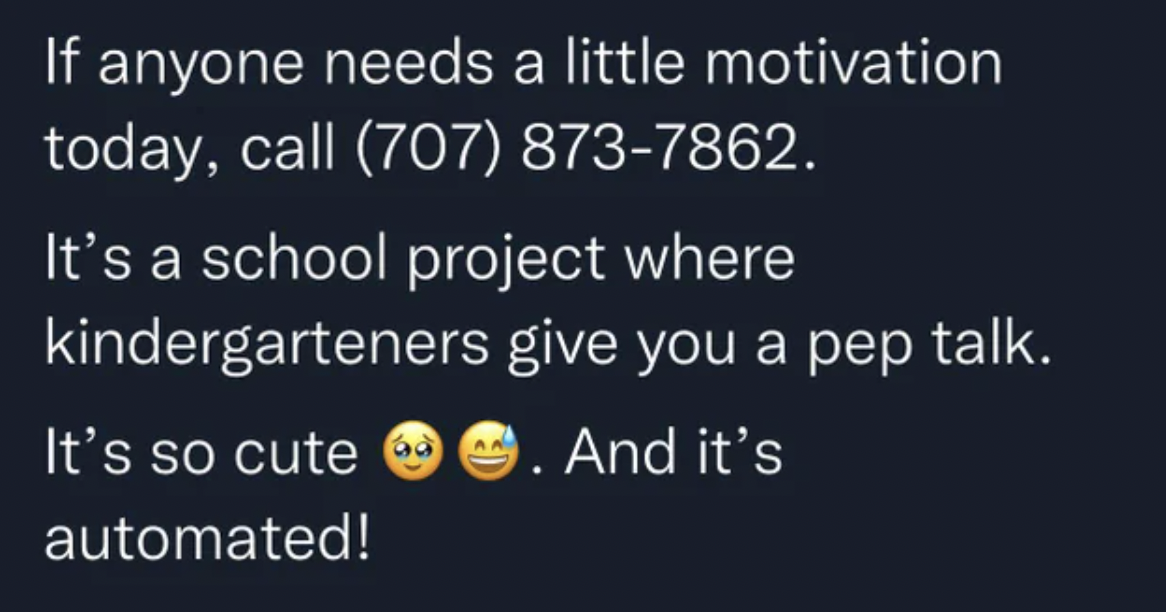 If anyone needs a little motivation
today, call (707) 873-7862.
It’s a school project where
kindergarteners give you a pep talk.
It’s so cute 🥹😅. And it’s
automated!